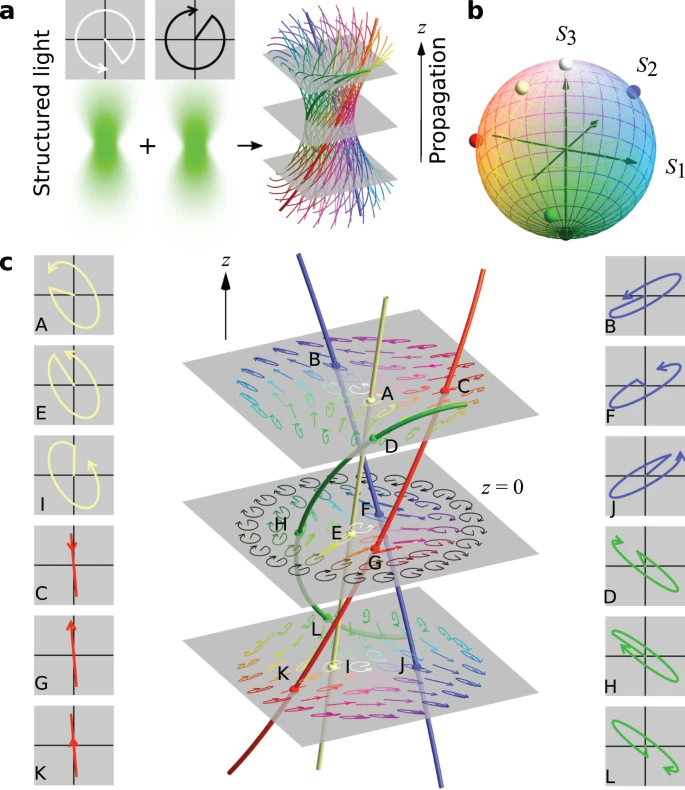 a
Structured light
+
z
Propagation
b
S3
S2
S1
c
A
E
I
C
G
K
z
B
A
C
D
z = 0
H
F
E
G
L
K
I
J
B
F
J
D
H
L